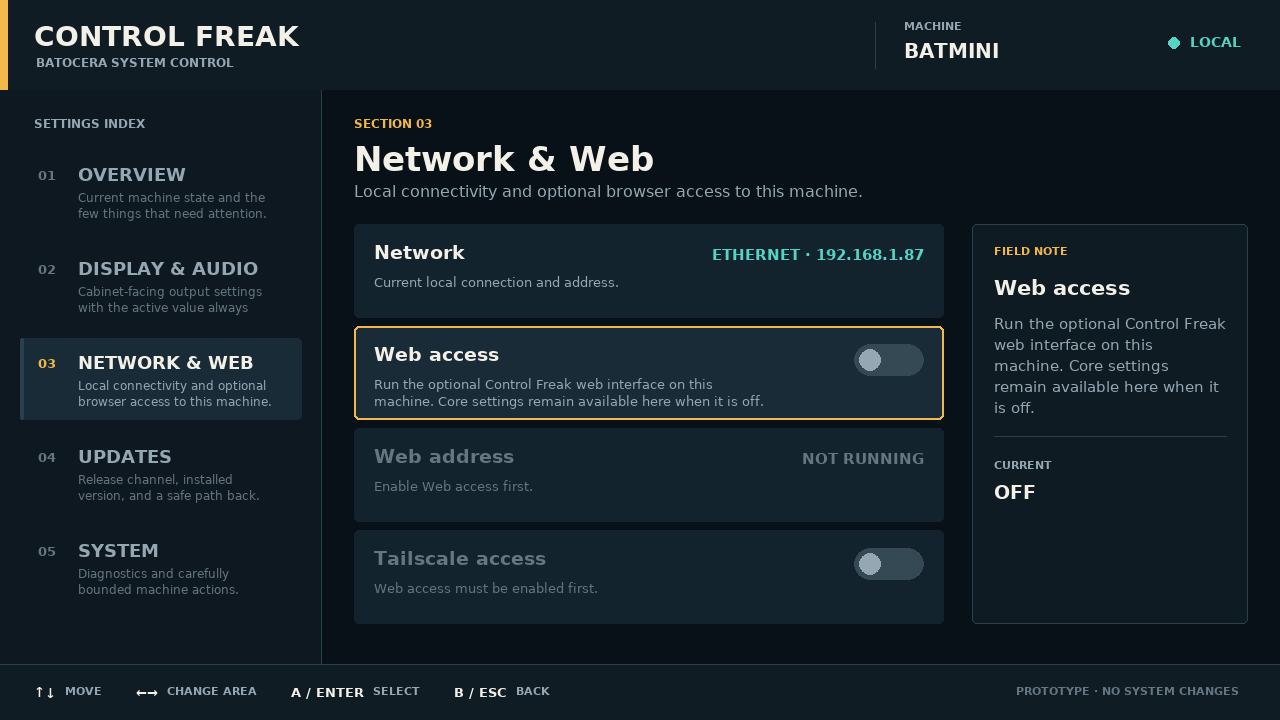 CONTROL FREAK
BATOCERA SYSTEM CONTROL
MACHINE
BATMINI
LOCAL
SETTINGS INDEX
01 OVERVIEW
Current machine state and the
few things that need attention.
02 DISPLAY & AUDIO
Cabinet-facing output settings
with the active value always
03 NETWORK & WEB
Local connectivity and optional
browser access to this machine.
04 UPDATES
Release channel, installed
version, and a safe path back.
05 SYSTEM
Diagnostics and carefully
bounded machine actions.
SECTION 03
Network & Web
Local connectivity and optional browser access to this machine.
Network
ETHERNET · 192.168.1.87
Current local connection and address.
Web access
Run the optional Control Freak web interface on this
machine. Core settings remain available here when it is off.
Web address
NOT RUNNING
Enable Web access first.
Tailscale access
Web access must be enabled first.
FIELD NOTE
Web access
Run the optional Control Freak
web interface on this
machine. Core settings
remain available here when it
is off.
CURRENT
OFF
↑↓ MOVE ←→ CHANGE AREA A / ENTER SELECT B / ESC BACK
PROTOTYPE · NO SYSTEM CHANGES